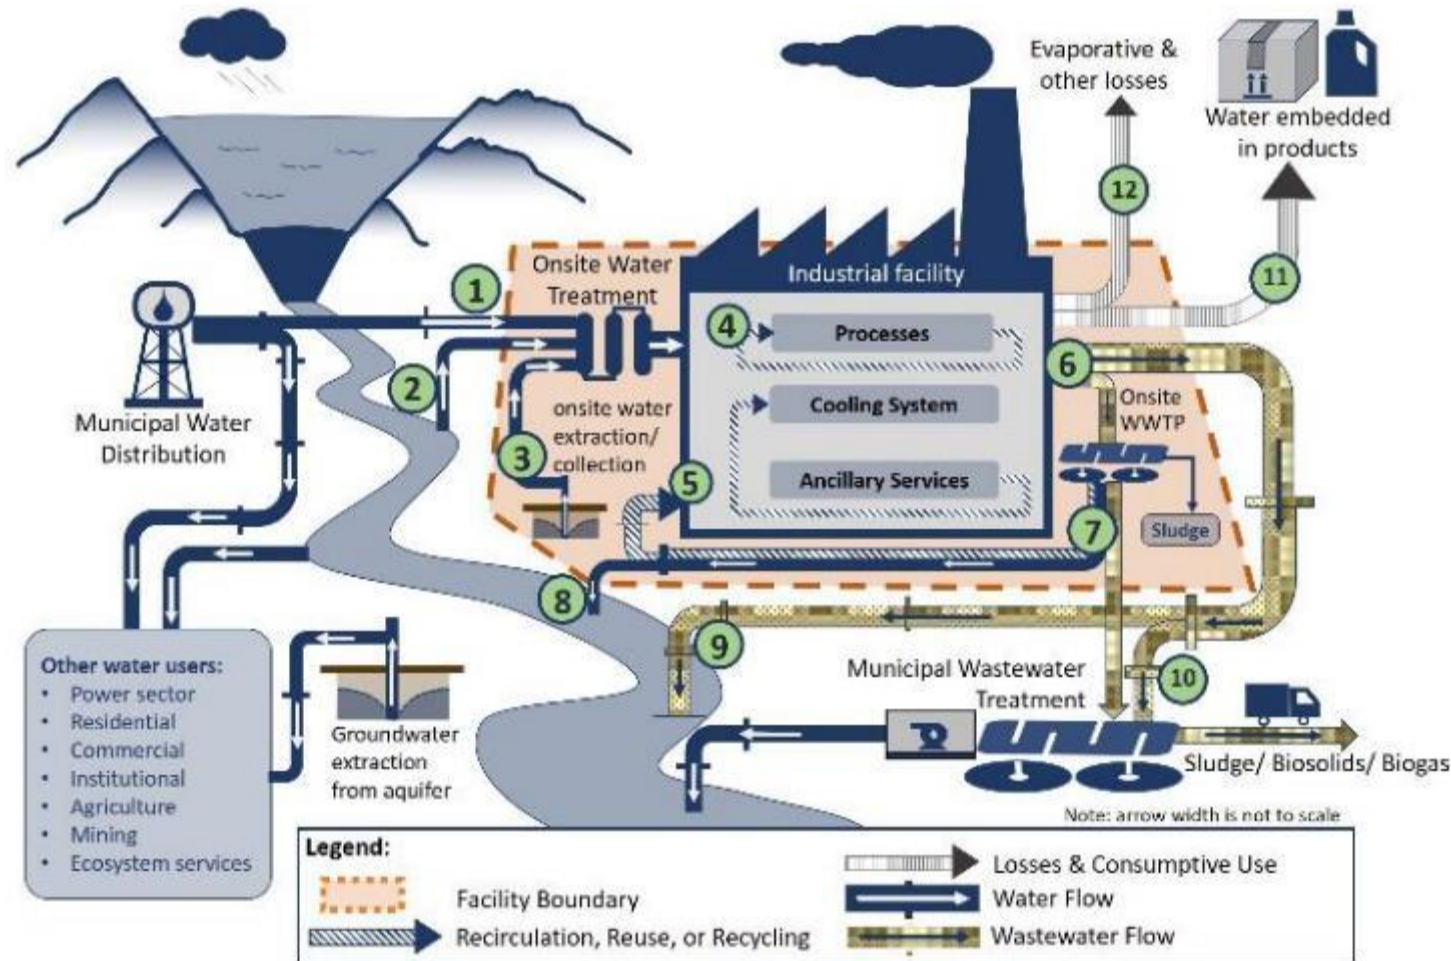 Evaporative &
other losses
Water embedded
in products
12
11
1
Onsite Water
Treatment
Industrial facility
4
Processes
2
6
Municipal Water
Distribution
onsite water
extraction/
collection
3
Cooling System
Onsite
WWTP
5
Ancillary Services
7
Sludge
8
9
Municipal Wastewater
Treatment
10
Other water users:
• Power sector
• Residential
• Commercial
• Institutional
• Agriculture
• Mining
• Ecosystem services
Groundwater
extraction
from aquifer
Sludge/ Biosolids/ Biogas
Note: arrow width is not to scale
Legend:
Facility Boundary
Recirculation, Reuse, or Recycling
Losses & Consumptive Use
Water Flow
Wastewater Flow